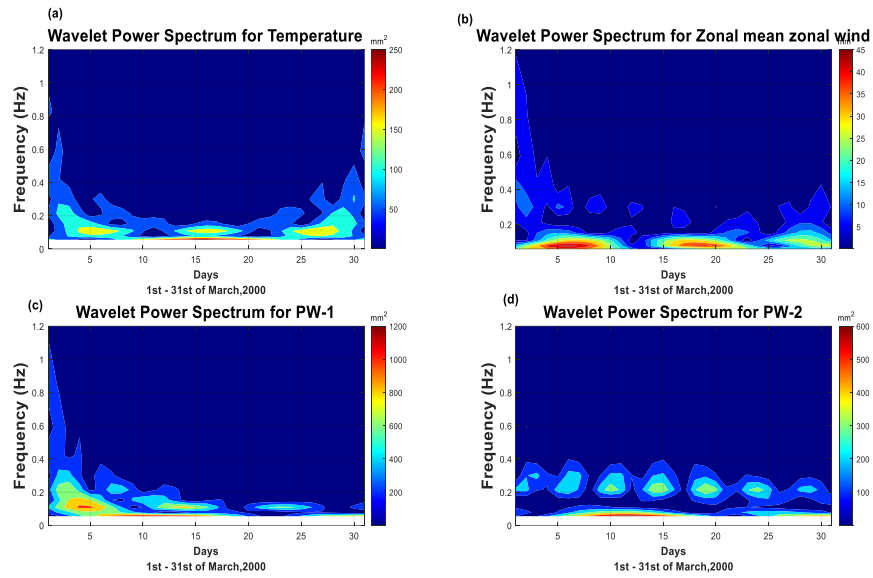 (a)
Wavelet Power Spectrum for Temperature
mm2
1.2
1
0.8
0.6
0.4
0.2
0
Frequency (Hz)
5 10 15 20 25 30
Days
1st - 31st of March,2000
250
200
150
100
50
(b)
Wavelet Power Spectrum for Zonal mean zonal wind
1.2
1
0.8
0.6
0.4
0.2
Frequency (Hz)
5 10 15 20 25 30
Days
1st - 31st of March,2000
45
40
35
30
25
20
15
10
5
(c)
Wavelet Power Spectrum for PW-1
mm2
1.2
1
0.8
0.6
0.4
0.2
0
Frequency (Hz)
5 10 15 20 25 30
Days
1st - 31st of March,2000
1200
1000
800
600
400
200
(d)
Wavelet Power Spectrum for PW-2
mm2
1.2
1
0.8
0.6
0.4
0.2
0
Frequency (Hz)
5 10 15 20 25 30
Days
1st - 31st of March,2000
600
500
400
300
200
100